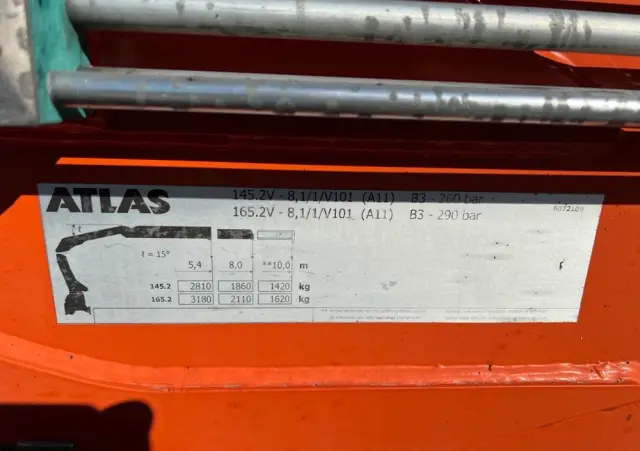 ATLAS
145.2V - 8,1/1/V101 (A11) B3 - 260 bar
165.2V - 8,1/1/V101 (A11) B3 - 290 bar
6072109
ℓ = 15°
5,4 8,0 **10,0 m
145.2 2810 1860 1420 kg
165.2 3180 2110 1620 kg